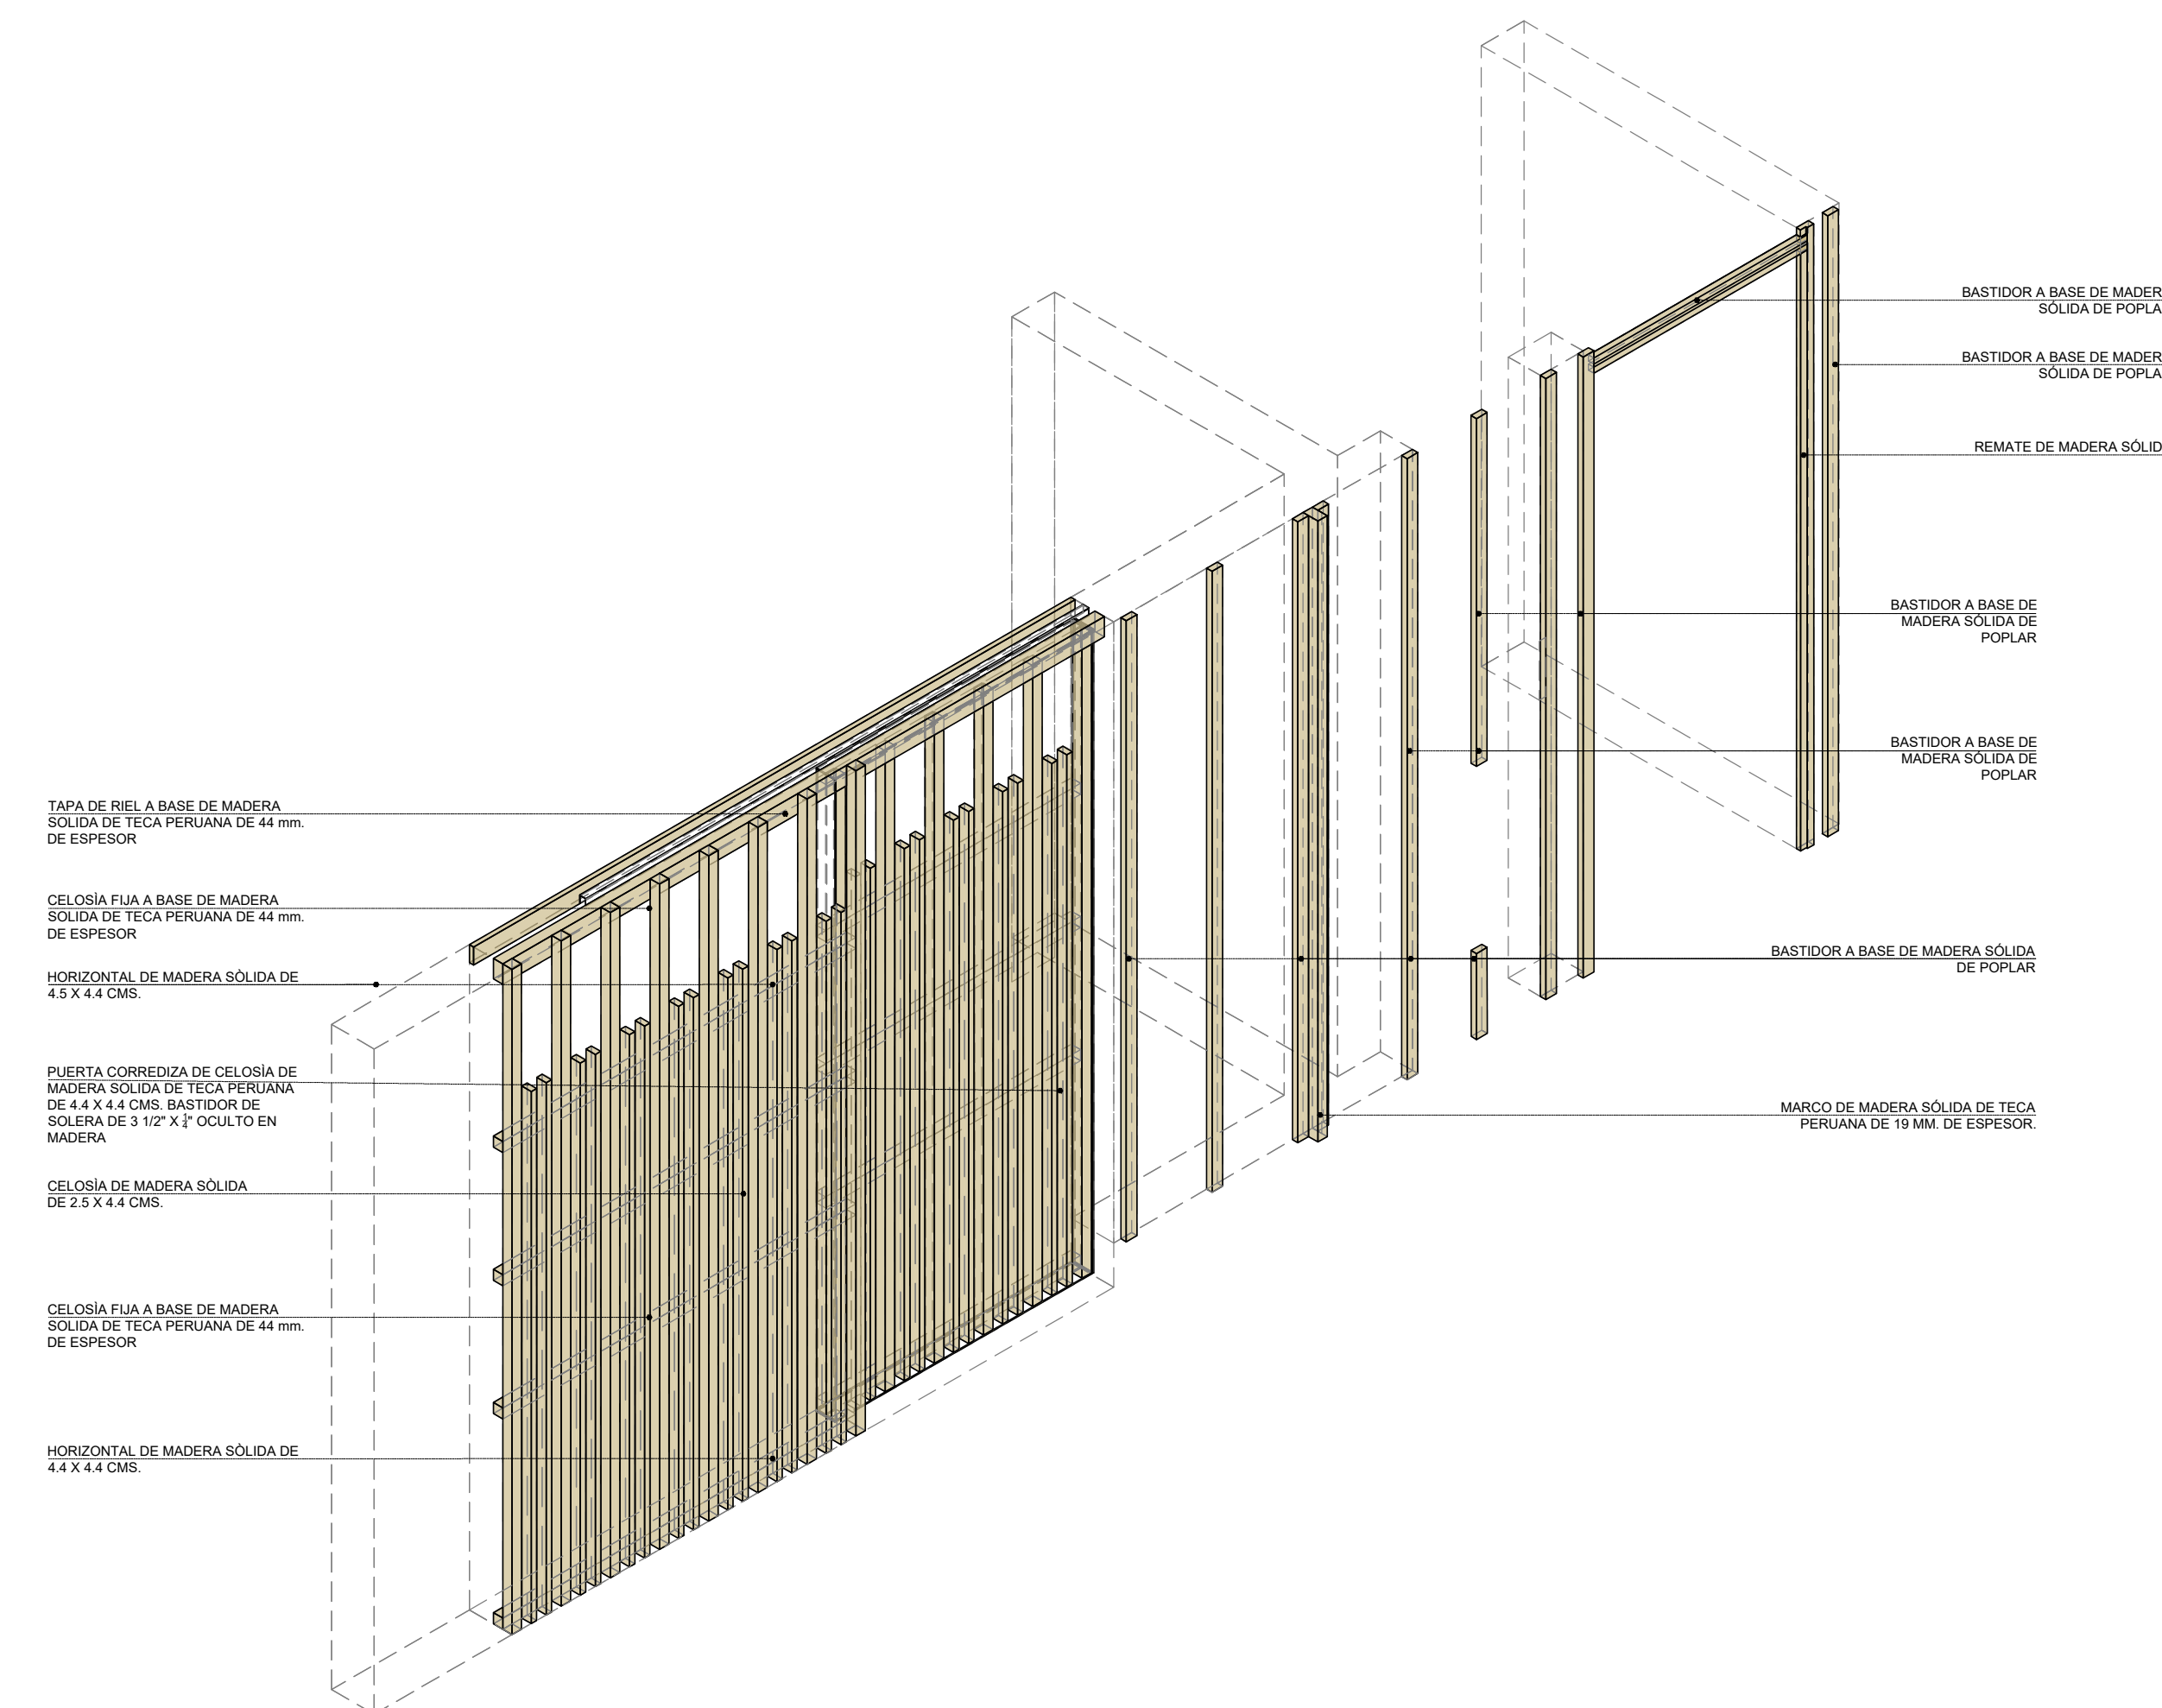 TAPA DE RIEL A BASE DE MADERA
SOLIDA DE TECA PERUANA DE 44 mm.
DE ESPESOR
CELOSÌA FIJA A BASE DE MADERA
SOLIDA DE TECA PERUANA DE 44 mm.
DE ESPESOR
HORIZONTAL DE MADERA SÒLIDA DE
4.5 X 4.4 CMS.
PUERTA CORREDIZA DE CELOSÌA DE
MADERA SOLIDA DE TECA PERUANA
DE 4.4 X 4.4 CMS. BASTIDOR DE
SOLERA DE 3 1/2" X 1/4" OCULTO EN
MADERA
CELOSÌA DE MADERA SÒLIDA
DE 2.5 X 4.4 CMS.
CELOSÌA FIJA A BASE DE MADERA
SOLIDA DE TECA PERUANA DE 44 mm.
DE ESPESOR
HORIZONTAL DE MADERA SÒLIDA DE
4.4 X 4.4 CMS.
BASTIDOR A BASE DE MADER
SÓLIDA DE POPLA
BASTIDOR A BASE DE MADER
SÓLIDA DE POPLA
REMATE DE MADERA SÓLID
BASTIDOR A BASE DE
MADERA SÓLIDA DE
POPLAR
BASTIDOR A BASE DE
MADERA SÓLIDA DE
POPLAR
BASTIDOR A BASE DE MADERA SÓLIDA
DE POPLAR
MARCO DE MADERA SÓLIDA DE TECA
PERUANA DE 19 MM. DE ESPESOR.